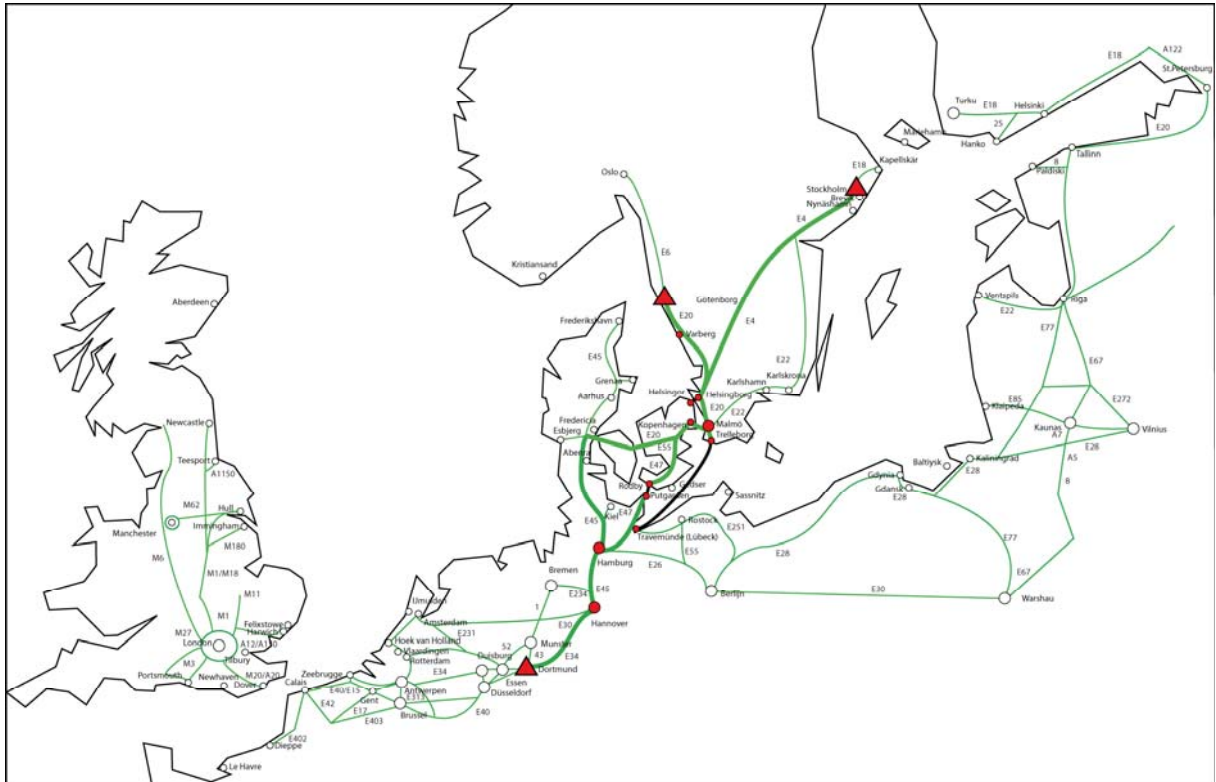 E18
A122
St.Petersburg
Turku
E18
Helsinki
25
E20
Mariehamn
Hanko
Tallinn
8
Paldiski
E18
Kapellskär
Oslo
Stockholm
Nynäshamn
E4
E6
Kristiansand
Aberdeen
Gotenborg
Ventspils
Riga
E20
E22
Frederikshavn
E4
Varberg
E77
E45
E22
E67
Grenaa
Karlshamn
Karlskrona
Aarhus
Helsingor
Helsingborg
E85
E272
Klaipeda
E20
E22
Newcastle
Fredericia
Kopenhagen
Malmö
Kaunas
Vilnius
Esbjerg
E20
Trelleborg
A7
E55
E28
Teesport
Abenra
Baltiysk
Kaliningrad
A5
A1150
E47
E28
Gdynia
Rodby
Gedser
8
Gdansk
M62
Putgarden
Sassnitz
E28
Hull
Kiel
E47
E45
Rostock
Immingham
E251
Manchester
Travemünde (Lübeck)
E77
M180
E55
E28
M6
Hamburg
E26
Bremen
M1/M18
E67
E45
E30
E234
Berlijn
Warshau
M11
IJmuiden
1
M1
Amsterdam
Hannover
Felixstowe
E30
M27
Harwich
E231
London
Hoek van Holland
A12/A130
52
Munster
Vlaardingen
Tilbury
Duisburg
43
E34
M3
Rotterdam
M20/A20
Zeebrugge
E34
Dortmund
Portsmouth
Newhaven
Dover
Calais
Essen
E40/E15
Antwerpen
Düsseldorf
E313
E42
Gent
E17
Brussel
E40
E403
E402
Dieppe
Le Havre